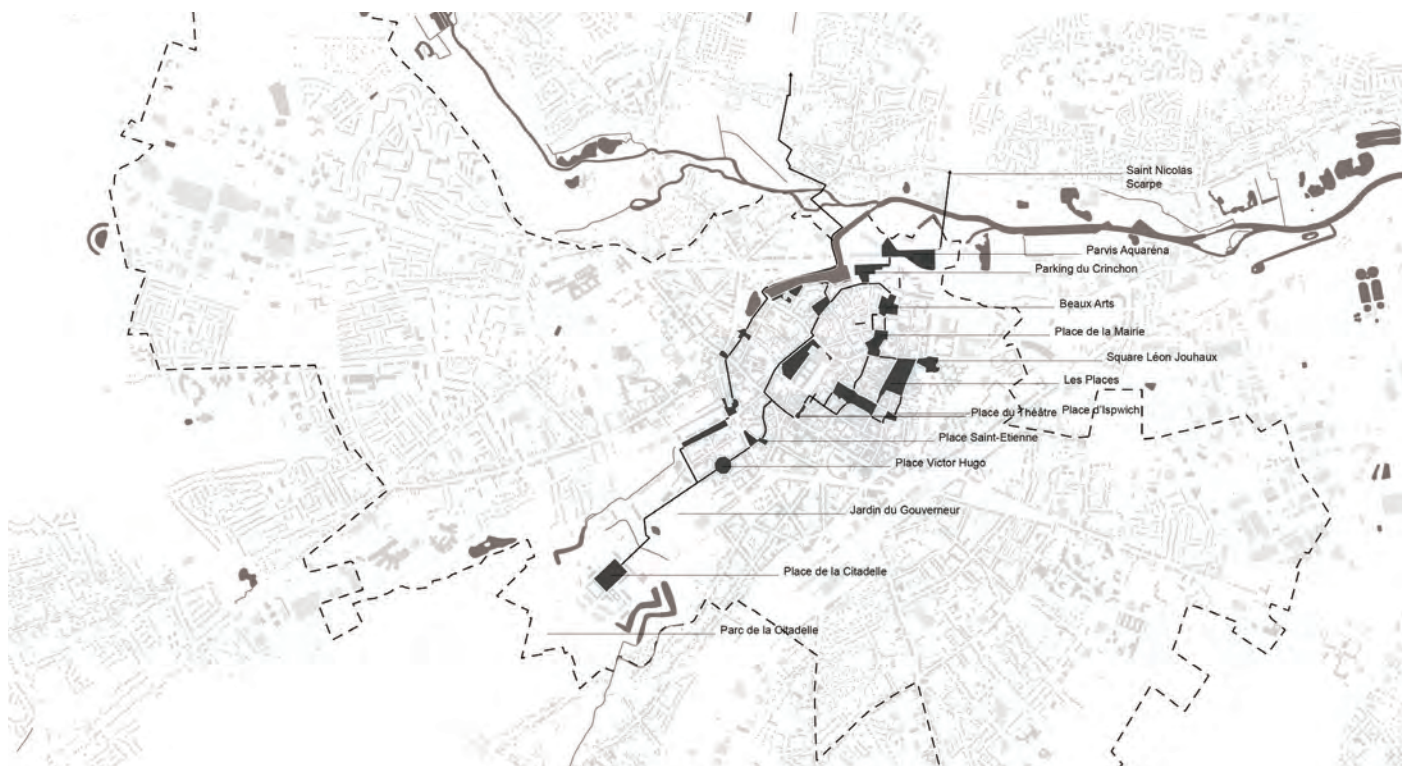 Saint Nicolas
Scarpe
Parvis Aquaréna
Parking du Crinchon
Beaux Arts
Place de la Mairie
Square Léon Jouhaux
Les Places
Place du Théâtre Place d'Ispwich
Place Saint-Etienne
Place Victor Hugo
Jardin du Gouverneur
Place de la Citadelle
Parc de la Citadelle